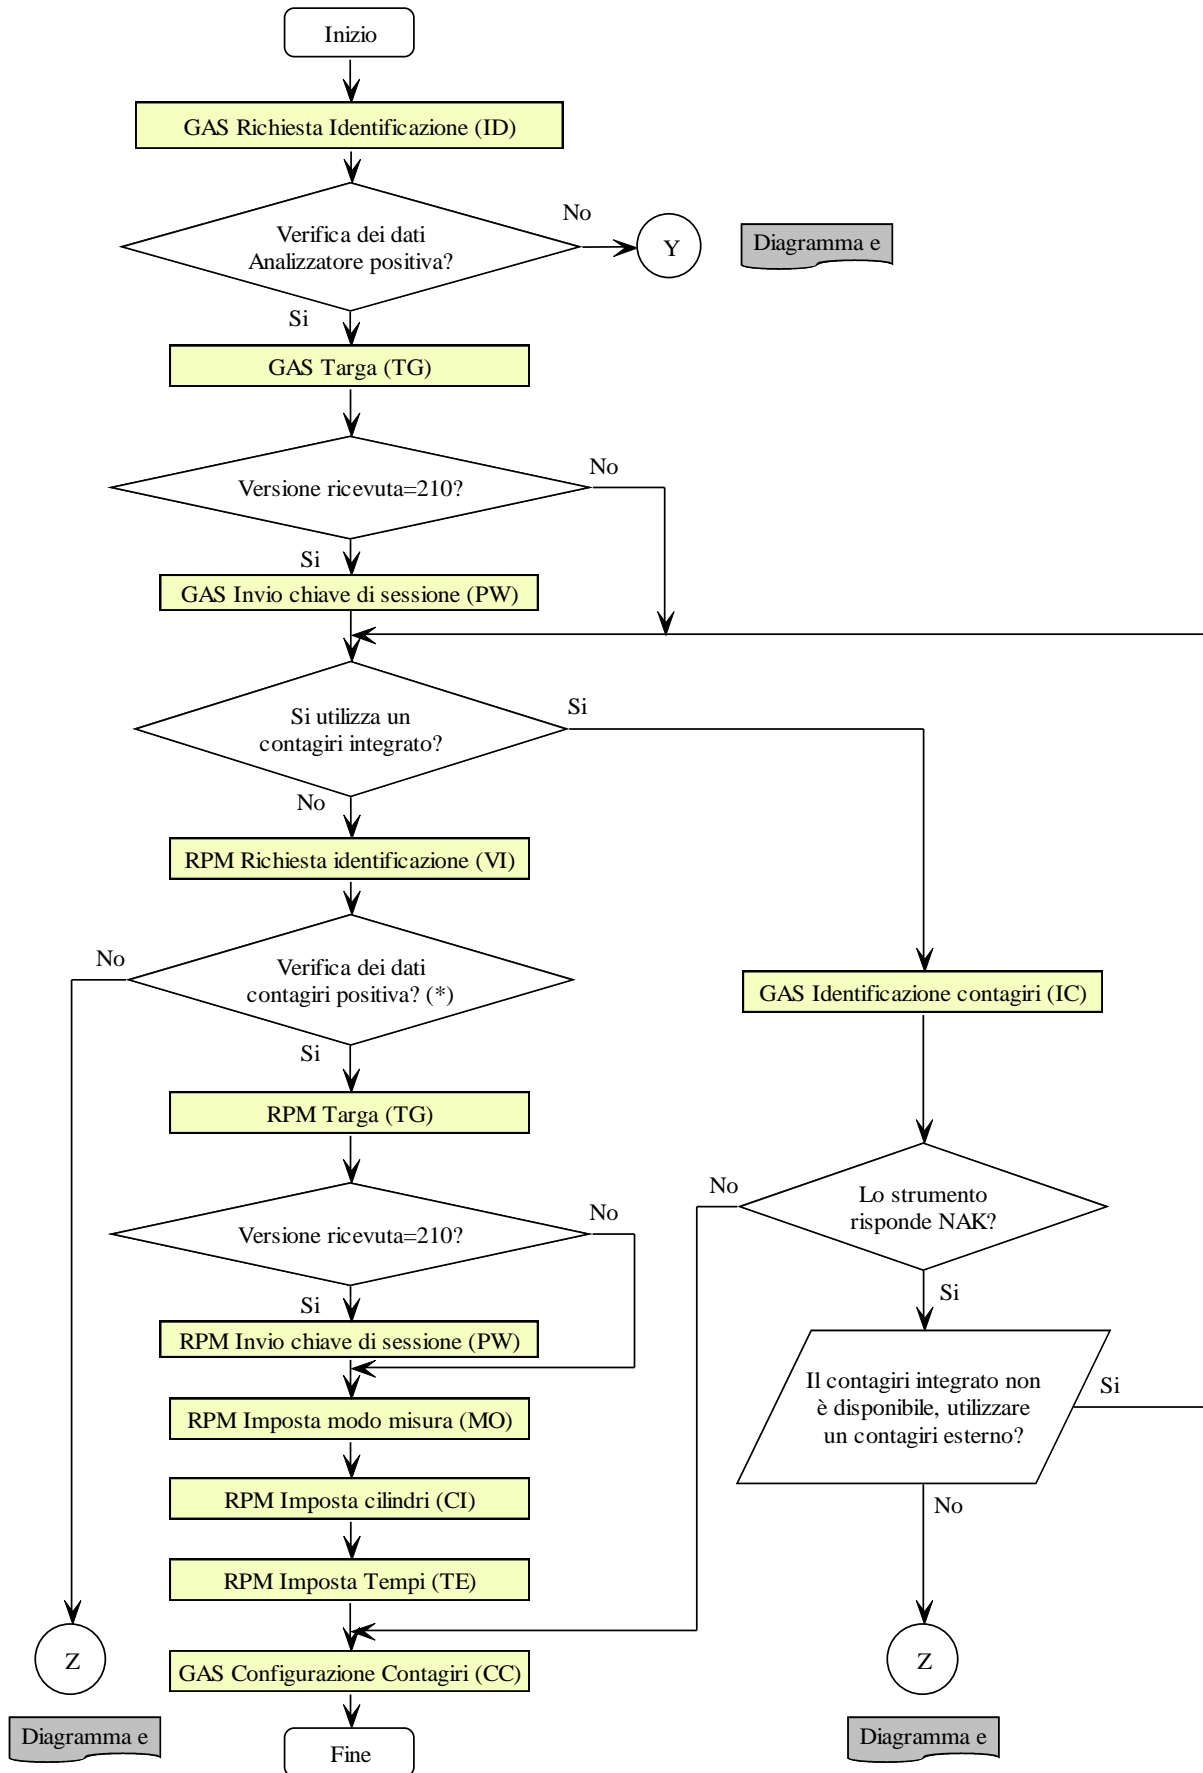 Inizio
GAS Richiesta Identificazione (ID)
Verifica dei dati
Analizzatore positiva?
No
Y
Diagramma e
Si
GAS Targa (TG)
Versione ricevuta=210?
No
Si
GAS Invio chiave di sessione (PW)
Si utilizza un
contagiri integrato?
Si
No
RPM Richiesta identificazione (VI)
No
Verifica dei dati
contagiri positiva? (*)
GAS Identificazione contagiri (IC)
Si
RPM Targa (TG)
No
Lo strumento
risponde NAK?
Versione ricevuta=210?
No
Si
Si
RPM Invio chiave di sessione (PW)
Il contagiri integrato non
è disponibile, utilizzare
un contagiri esterno?
Si
RPM Imposta modo misura (MO)
RPM Imposta cilindri (CI)
No
RPM Imposta Tempi (TE)
Z
GAS Configurazione Contagiri (CC)
Z
Diagramma e
Fine
Diagramma e